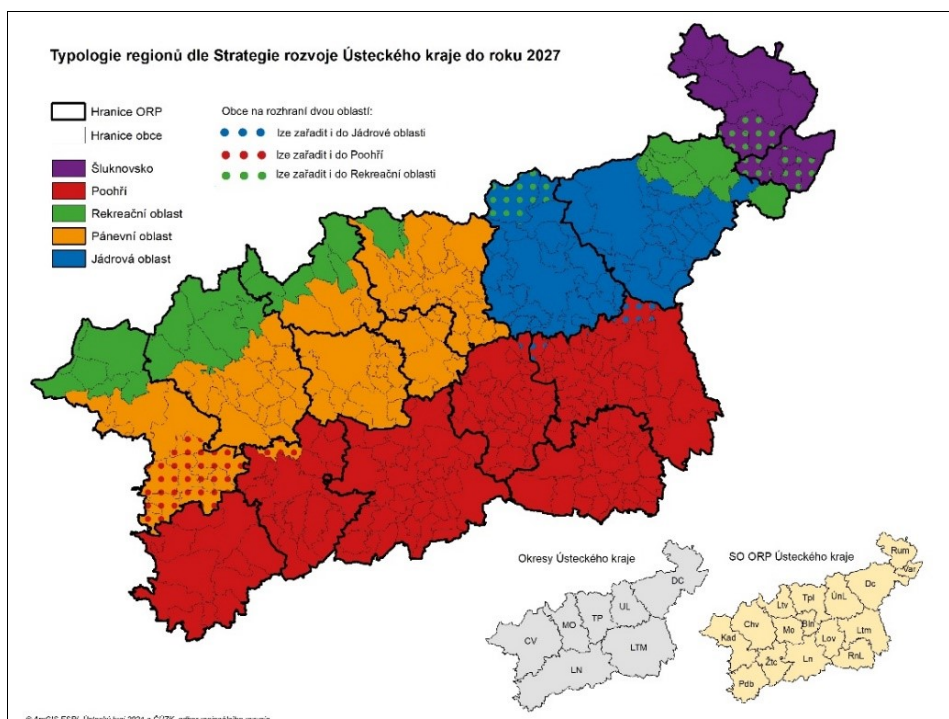 Typologie regionů dle Strategie rozvoje Ústeckého kraje do roku 2027
Hranice ORP
Hranice obce
Šluknovsko
Poohří
Rekreační oblast
Pánevní oblast
Jádrová oblast
Obce na rozhraní dvou oblastí:
lze zařadit i do Jádrové oblasti
lze zařadit i do Poohří
lze zařadit i do Rekreační oblasti
Okresy Ústeckého kraje
DC
UL
TP
MO
CV
LTM
LN
SO ORP Ústeckého kraje
Rum
Var
Dc
ÚnL
Tpl
Ltv
Chv
Kad
Mo
Bln
Lov
Ltm
Žtc
Ln
RnL
Pdb